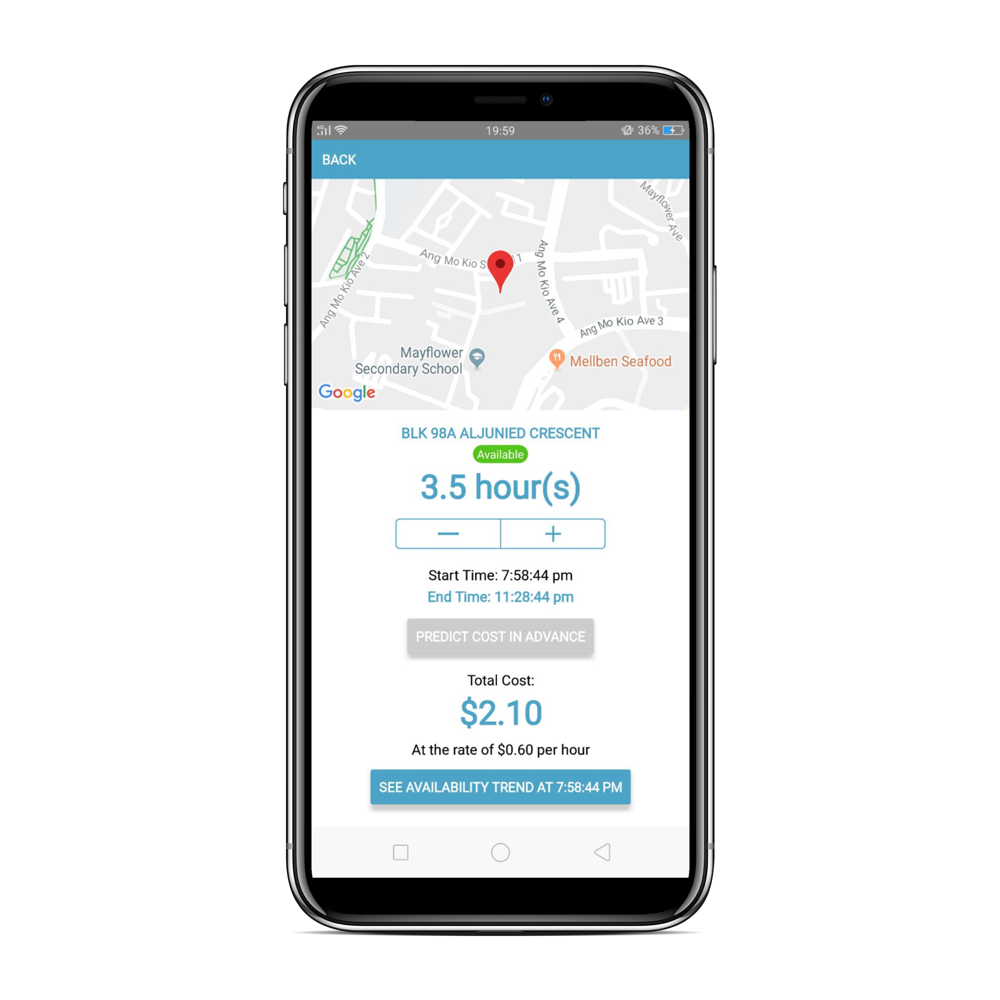 4G
19:59
36%
BACK
Mayflower Ave
Ang Mo Kio S
11
Ang Mo Kio Ave 2
Ang Mo Kio Ave 4
Ang Mo Kio Ave 3
Mayflower
Secondary School
Mellben Seafood
Google
BLK 98A ALJUNIED CRESCENT
Available
3.5 hour(s)
Start Time: 7:58:44 pm
End Time: 11:28:44 pm
PREDICT COST IN ADVANCE
Total Cost:
$2.10
At the rate of $0.60 per hour
SEE AVAILABILITY TREND AT 7:58:44 PM